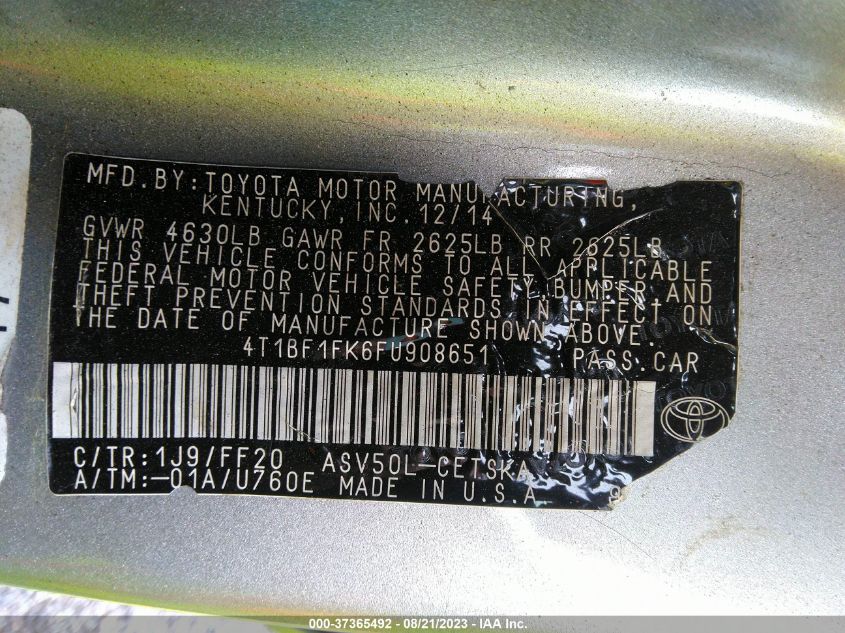 MFD.BY:TOYOTA MOTOR MANUFACTURING,
KENTUCKY, INC. 12/14
GVWR 4630LB GAWR FR 2625LB RR 2625LB
THIS VEHICLE CONFORMS TO ALL APPLICABLE
FEDERAL MOTOR VEHICLE SAFETY, BUMPER AND
THEFT PREVENTION STANDARDS IN EFFECT ON
THE DATE OF MANUFACTURE SHOWN ABOVE.
4T1BF1FK6FU908651 PASS.CAR
C/TR:1J9/FF20 ASV50L-CETSKA
A/TM:-01A/U760E MADE IN U.S.A
000-37365492 - 08/21/2023 - IAA Inc.